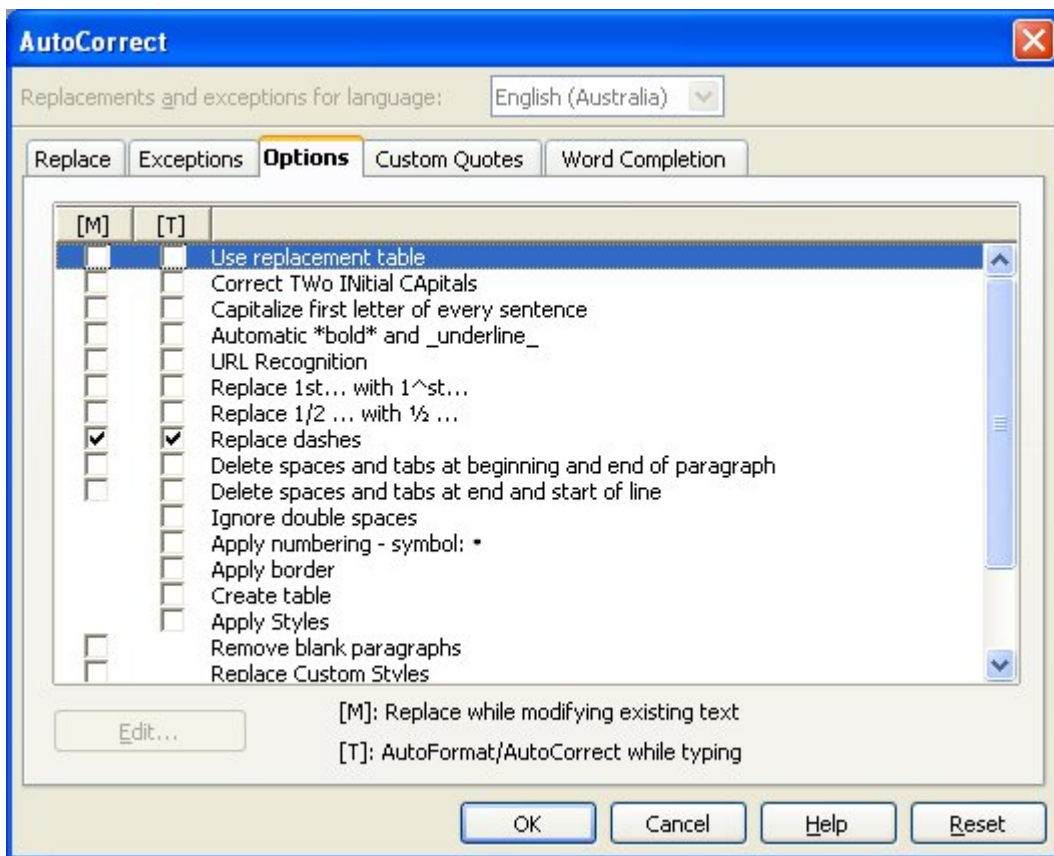 AutoCorrect
Replacements and exceptions for language: English (Australia)
Replace Exceptions Options Custom Quotes Word Completion
[M] [T]
Use replacement table
Correct TWo INitial CApitals
Capitalize first letter of every sentence
Automatic *bold* and _underline_
URL Recognition
Replace 1st... with 1^st...
Replace 1/2 ... with ½ ...
Replace dashes
Delete spaces and tabs at beginning and end of paragraph
Delete spaces and tabs at end and start of line
Ignore double spaces
Apply numbering - symbol: •
Apply border
Create table
Apply Styles
Remove blank paragraphs
Replace Custom Styles
[M]: Replace while modifying existing text
Edit...
[T]: AutoFormat/AutoCorrect while typing
OK Cancel Help Reset